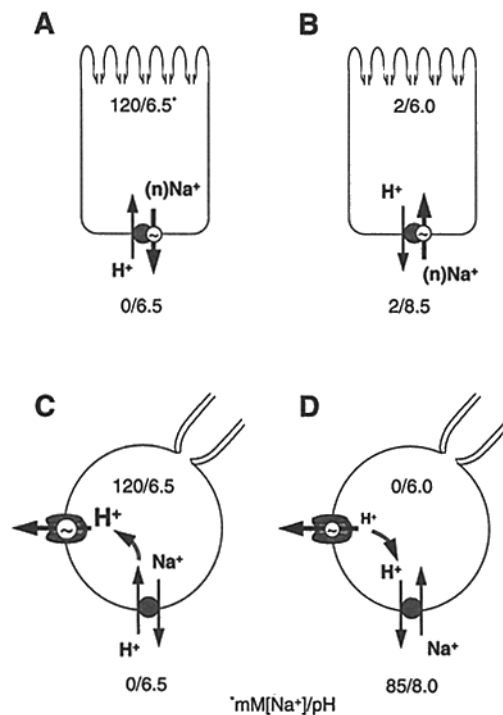 A
120/6.5*
(n)Na⁺
H⁺
0/6.5
B
2/6.0
H⁺
(n)Na⁺
2/8.5
C
120/6.5
~
H⁺
Na⁺
H⁺
0/6.5
D
0/6.0
~
H⁺
H⁺
Na⁺
85/8.0
*mM[Na⁺]/pH